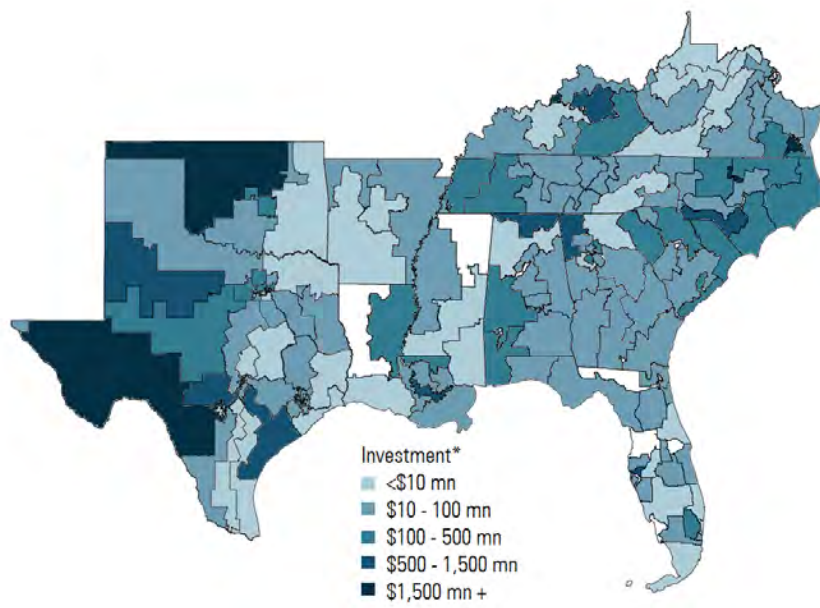 Investment*
<$10 mn
$10 - 100 mn
$100 - 500 mn
$500 - 1,500 mn
$1,500 mn +